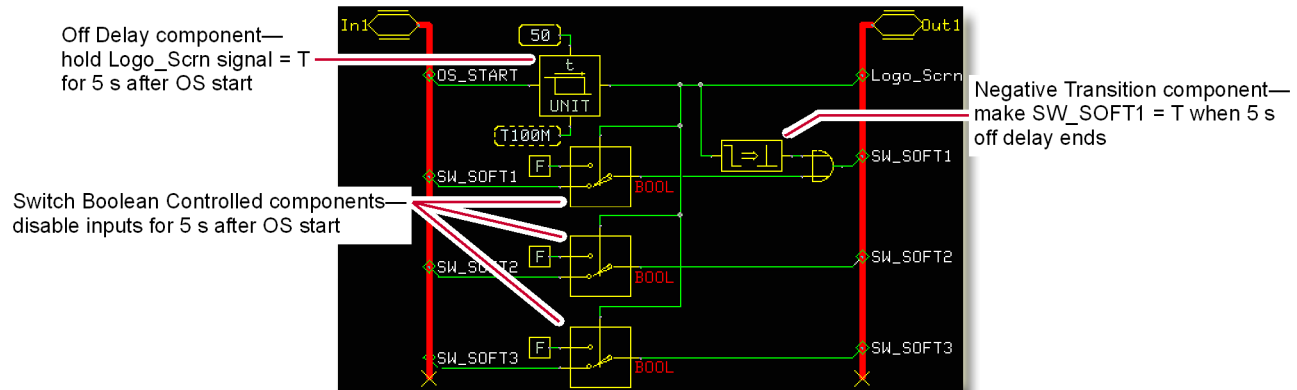 Off Delay component—
hold Logo_Scrn signal = T
for 5 s after OS start
Switch Boolean Controlled components—
disable inputs for 5 s after OS start
In1
50
t
OS_START
UNIT
T100M
F
SW_SOFT1
BOOL
F
SW_SOFT2
BOOL
F
SW_SOFT3
BOOL
Out1
Logo_Scrn
SW_SOFT1
SW_SOFT2
SW_SOFT3
Negative Transition component—
make SW_SOFT1 = T when 5 s
off delay ends